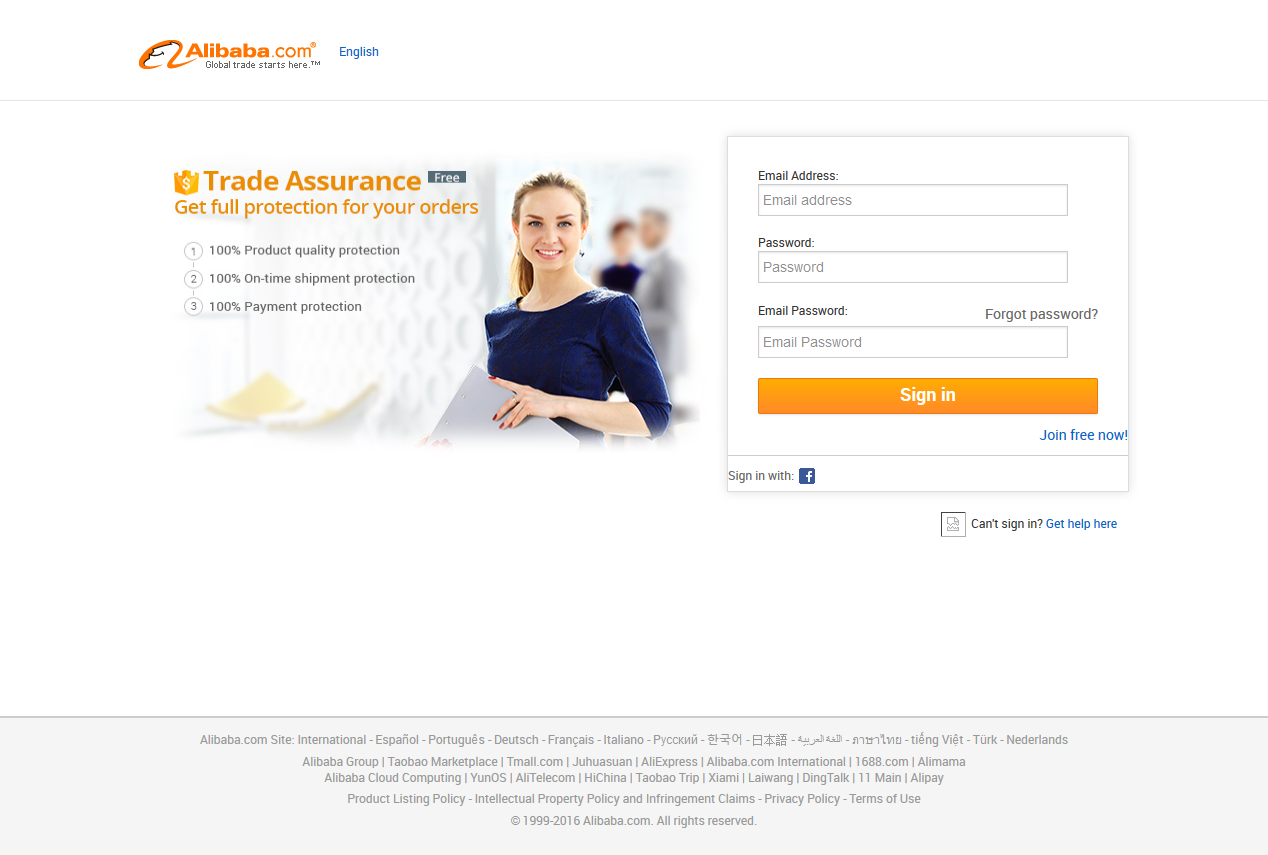 Alibaba.com®
Global trade starts here.™
English
Trade Assurance Free
Get full protection for your orders
1 100% Product quality protection
2 100% On-time shipment protection
3 100% Payment protection
Email Address:
Email address
Password:
Password
Email Password:
Forgot password?
Email Password
Sign in
Join free now!
Sign in with:
Can't sign in? Get help here
Alibaba.com Site: International - Español - Português - Deutsch - Français - Italiano - Русский - 한국어 - 日本語 - اللغة العربية - ภาษาไทย - tiếng Việt - Türk - Nederlands
Alibaba Group | Taobao Marketplace | Tmall.com | Juhuasuan | AliExpress | Alibaba.com International | 1688.com | Alimama
Alibaba Cloud Computing | YunOS | AliTelecom | HiChina | Taobao Trip | Xiami | Laiwang | DingTalk | 11 Main | Alipay
Product Listing Policy - Intellectual Property Policy and Infringement Claims - Privacy Policy - Terms of Use
© 1999-2016 Alibaba.com. All rights reserved.